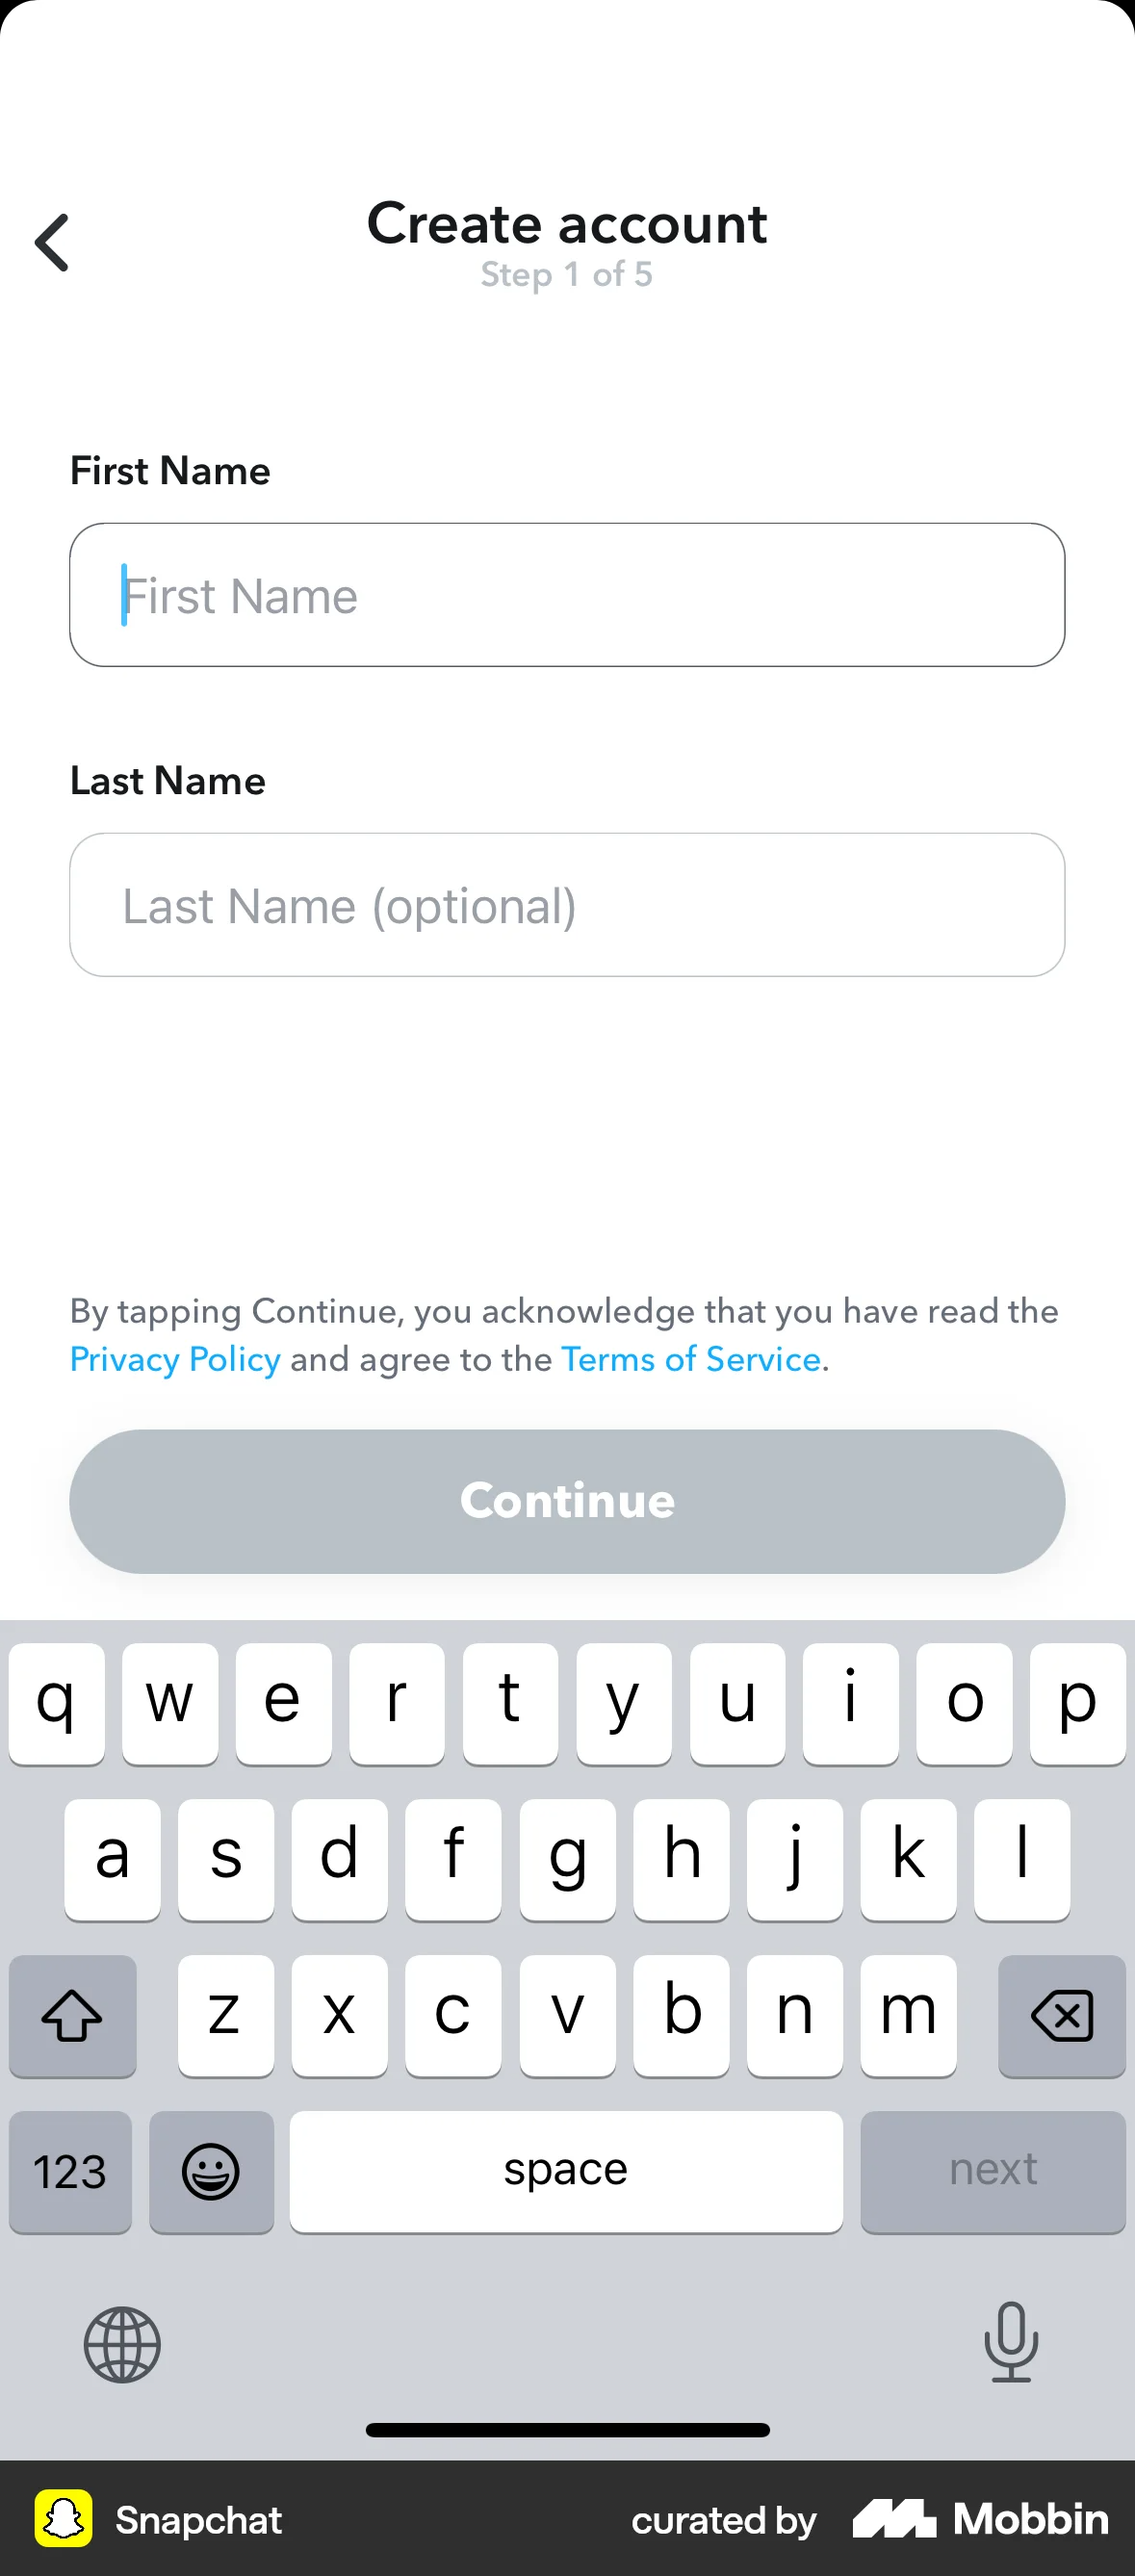 Create account
Step 1 of 5
First Name
First Name
Last Name
Last Name (optional)
By tapping Continue, you acknowledge that you have read the
Privacy Policy and agree to the Terms of Service.
Continue
q w e r t y u i o p
a s d f g h j k l
z x c v b n m
123 space next
Snapchat curated by Mobbin